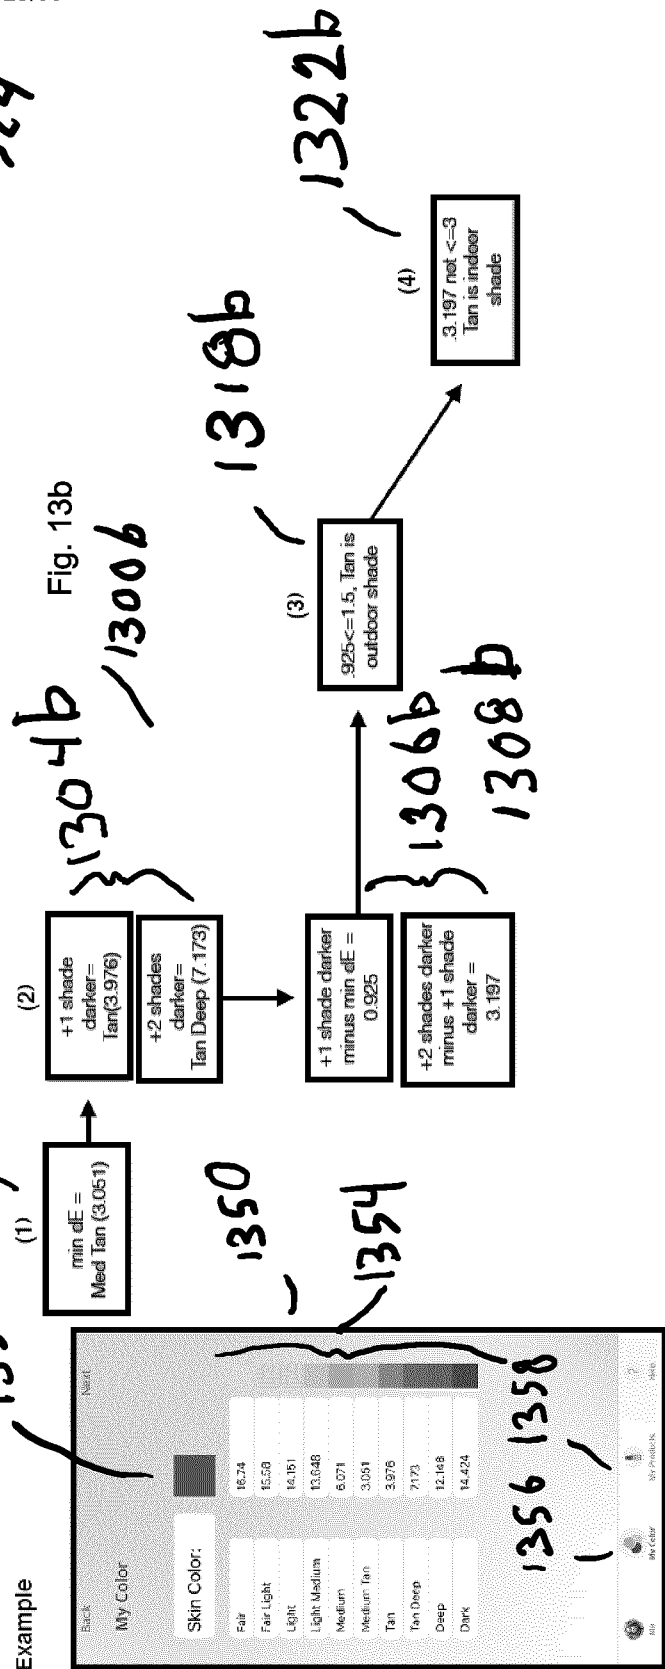 Example
Fig. 13b
1300b
Back
Next
My Color
Skin Color:
Fair 16.74
Fair Light 15.58
Light 14.151
Light Medium 13.648
Medium 6.071
Medium Tan 3.051
Tan 3.976
Tan Deep 7.173
Deep 12.148
Dark 14.424
Me
My Color
My Products
Help
1350
1354
1356
1358
(1)
min dE =
Med Tan (3.051)
(2)
+1 shade
darker=
Tan(3.976)
+2 shades
darker=
Tan Deep (7.173)
1304b
+1 shade darker
minus min dE =
0.925
+2 shades darker
minus +1 shade
darker =
3.197
1306b
1308b
(3)
.925<=1.5, Tan is
outdoor shade
1318b
(4)
.3.197 not <=3
Tan is indoor
shade
1322b